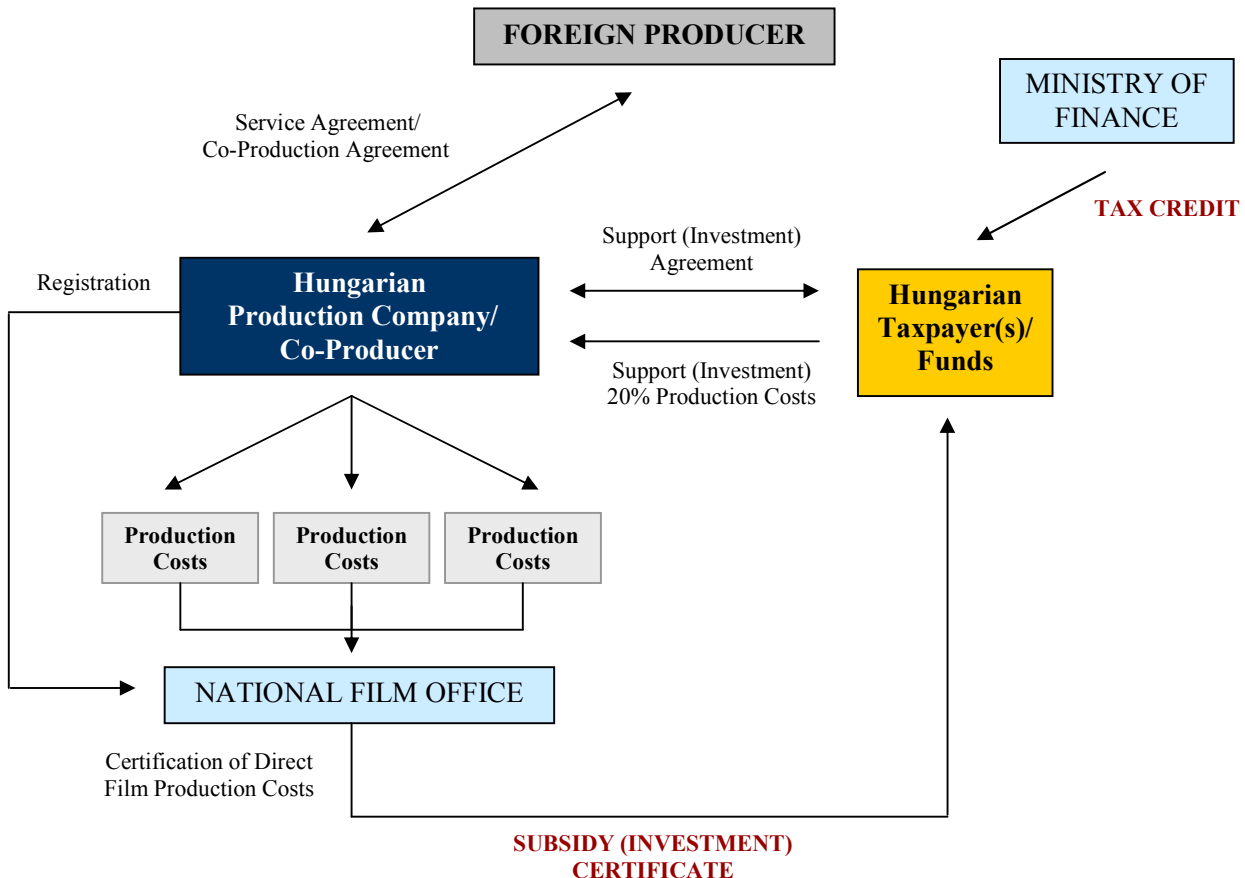 FOREIGN PRODUCER
MINISTRY OF
FINANCE
Service Agreement/
Co-Production Agreement
TAX CREDIT
Support (Investment)
Agreement
Registration
Hungarian
Production Company/
Co-Producer
Hungarian
Taxpayer(s)/
Funds
Support (Investment)
20% Production Costs
Production
Costs
Production
Costs
Production
Costs
NATIONAL FILM OFFICE
Certification of Direct
Film Production Costs
SUBSIDY (INVESTMENT)
CERTIFICATE